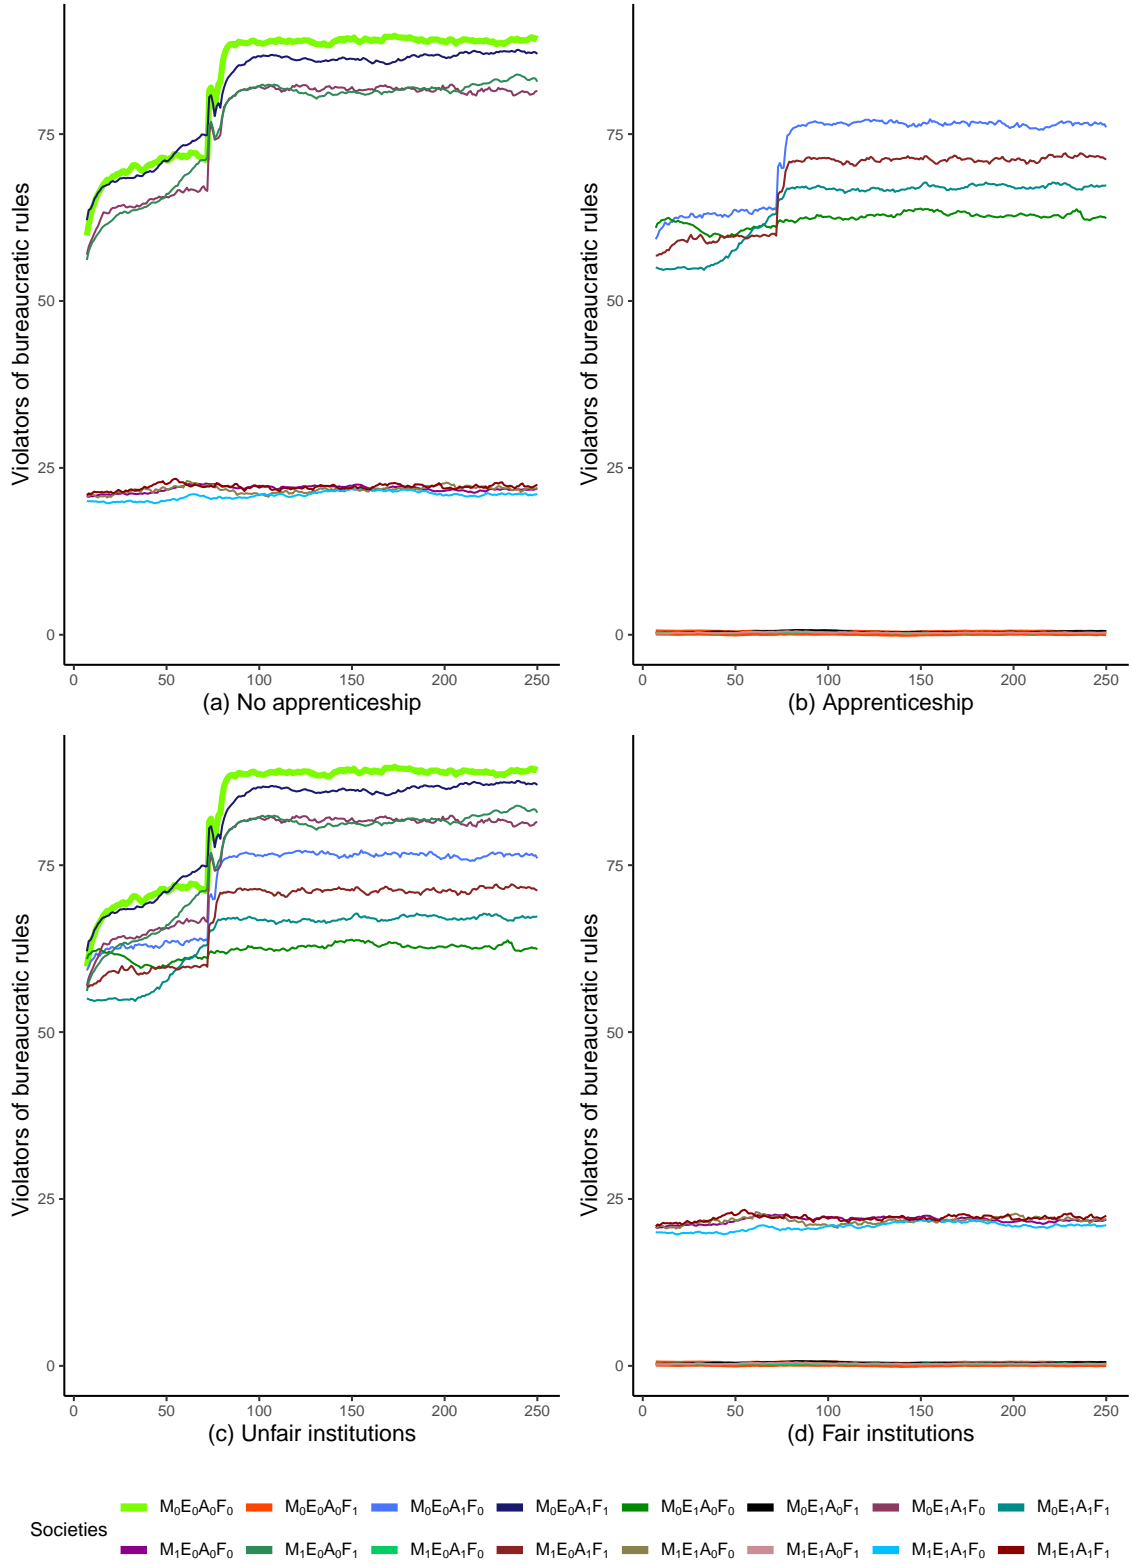 Violators of bureaucratic rules
75
50
25
0
0 50 100 150 200 250
(a) No apprenticeship
Violators of bureaucratic rules
75
50
25
0
0 50 100 150 200 250
(b) Apprenticeship
Violators of bureaucratic rules
75
50
25
0
0 50 100 150 200 250
(c) Unfair institutions
Violators of bureaucratic rules
75
50
25
0
0 50 100 150 200 250
(d) Fair institutions
Societies
M₀E₀A₀F₀ M₀E₀A₀F₁ M₀E₀A₁F₀ M₀E₀A₁F₁ M₀E₁A₀F₀ M₀E₁A₀F₁ M₀E₁A₁F₀ M₀E₁A₁F₁
M₁E₀A₀F₀ M₁E₀A₀F₁ M₁E₀A₁F₀ M₁E₀A₁F₁ M₁E₁A₀F₀ M₁E₁A₀F₁ M₁E₁A₁F₀ M₁E₁A₁F₁